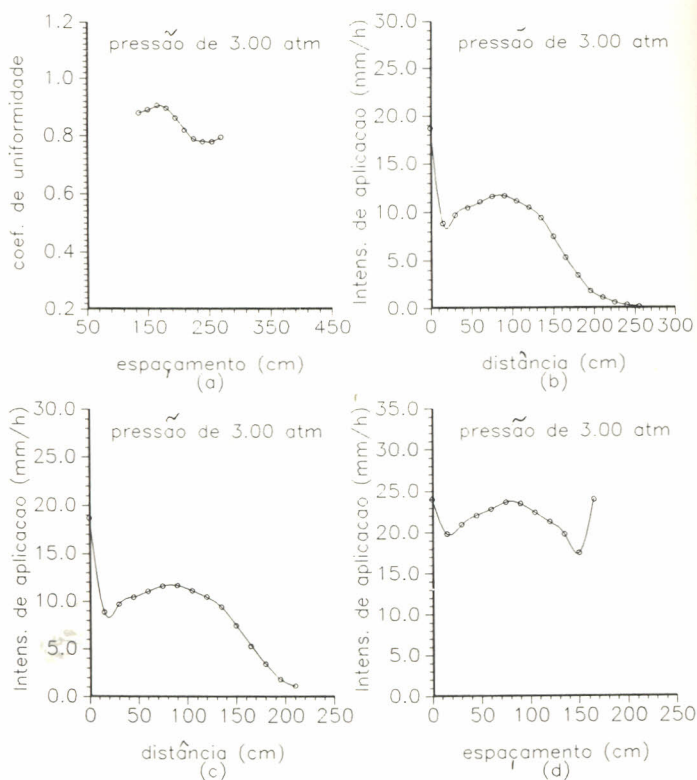 pressão de 3.00 atm
coef. de uniformidade
1.2
1.0
0.8
0.6
0.4
0.2
50 150 250 350 450
espaçamento (cm)
(a)
pressão de 3.00 atm
Intens. de aplicacao (mm/h)
30.0
25.0
20.0
15.0
10.0
5.0
0.0
0 50 100 150 200 250 300
distância (cm)
(b)
pressão de 3.00 atm
Intens. de aplicacao (mm/h)
30.0
25.0
20.0
15.0
10.0
5.0
0.0
0 50 100 150 200 250
distância (cm)
(c)
pressão de 3.00 atm
Intens. de aplicacao (mm/h)
35.0
30.0
25.0
20.0
15.0
10.0
5.0
0.0
0 50 100 150 200 250
espaçamento (cm)
(d)